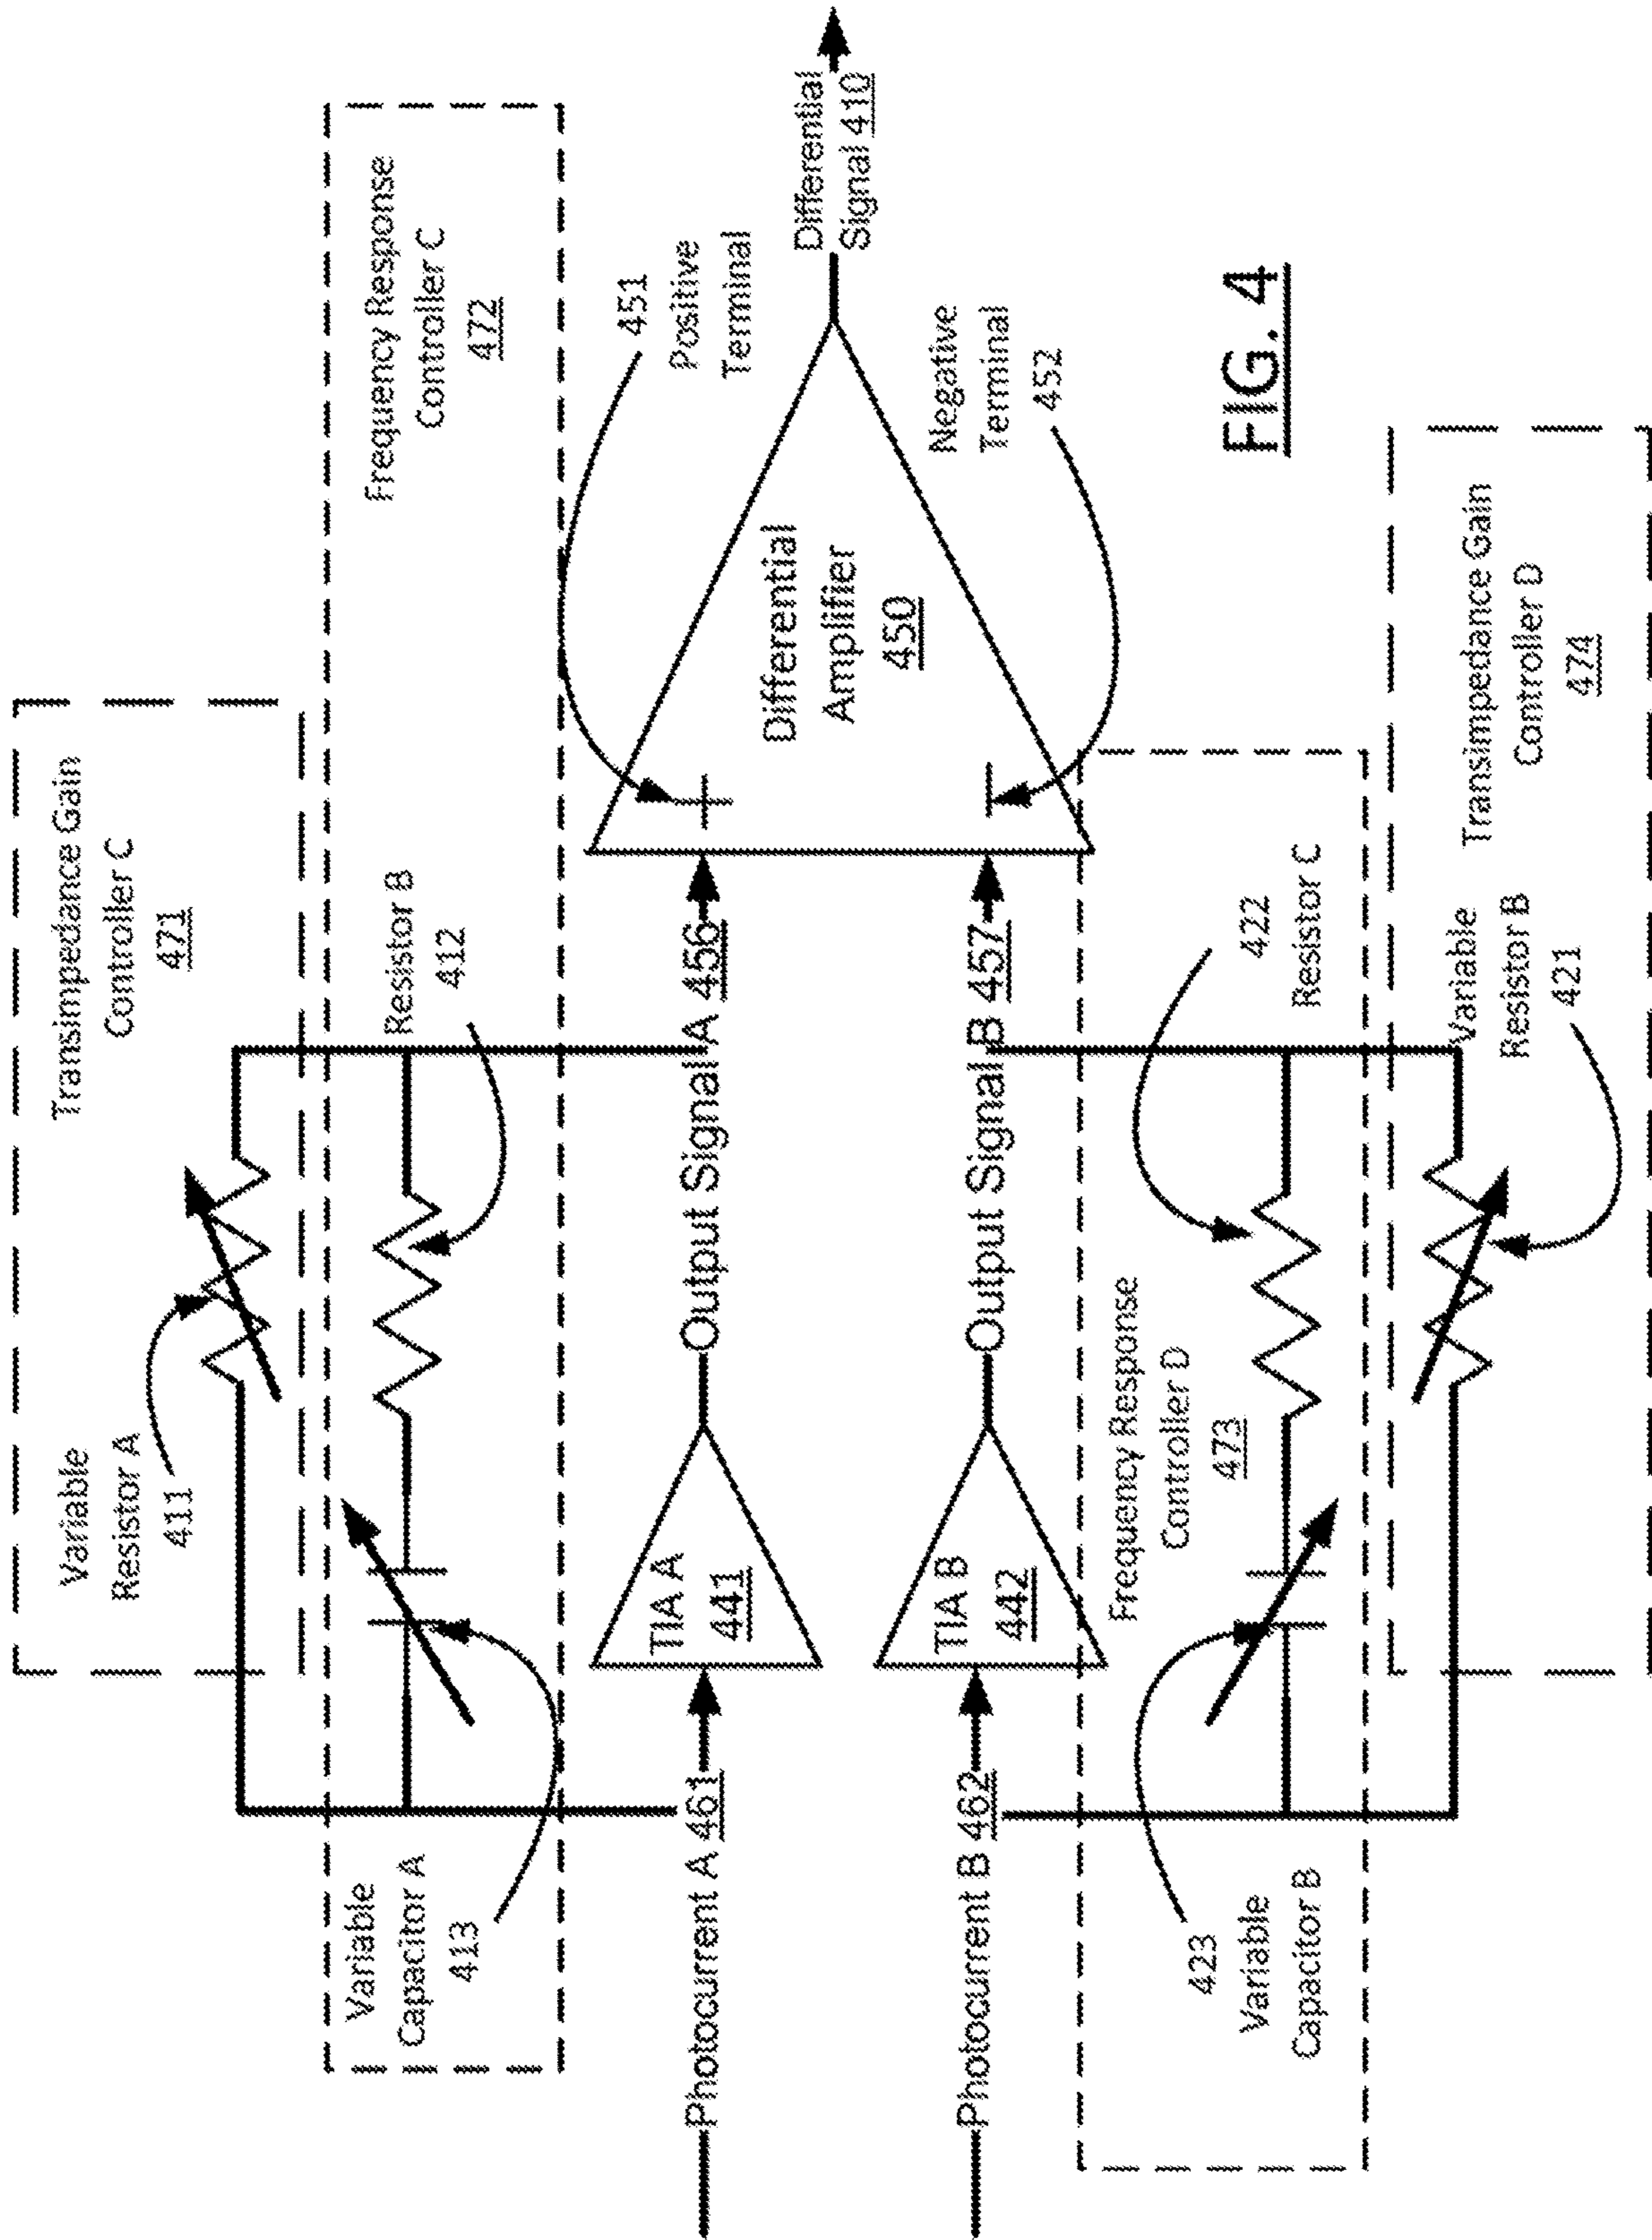 Transimpedance Gain
Controller C
471
Variable
Resistor A
411
Frequency Response
Controller C
472
Resistor B
412
Variable
Capacitor A
413
451
Positive
Terminal
Photocurrent A 461
TIA A
441
Output Signal A 456
Differential
Amplifier
450
Differential
Signal 410
Photocurrent B 462
TIA B
442
Output Signal B 457
Negative
Terminal
452
Frequency Response
Controller D
473
422
Resistor C
423
Variable
Capacitor B
Variable
Resistor B
421
Transimpedance Gain
Controller D
474
FIG. 4